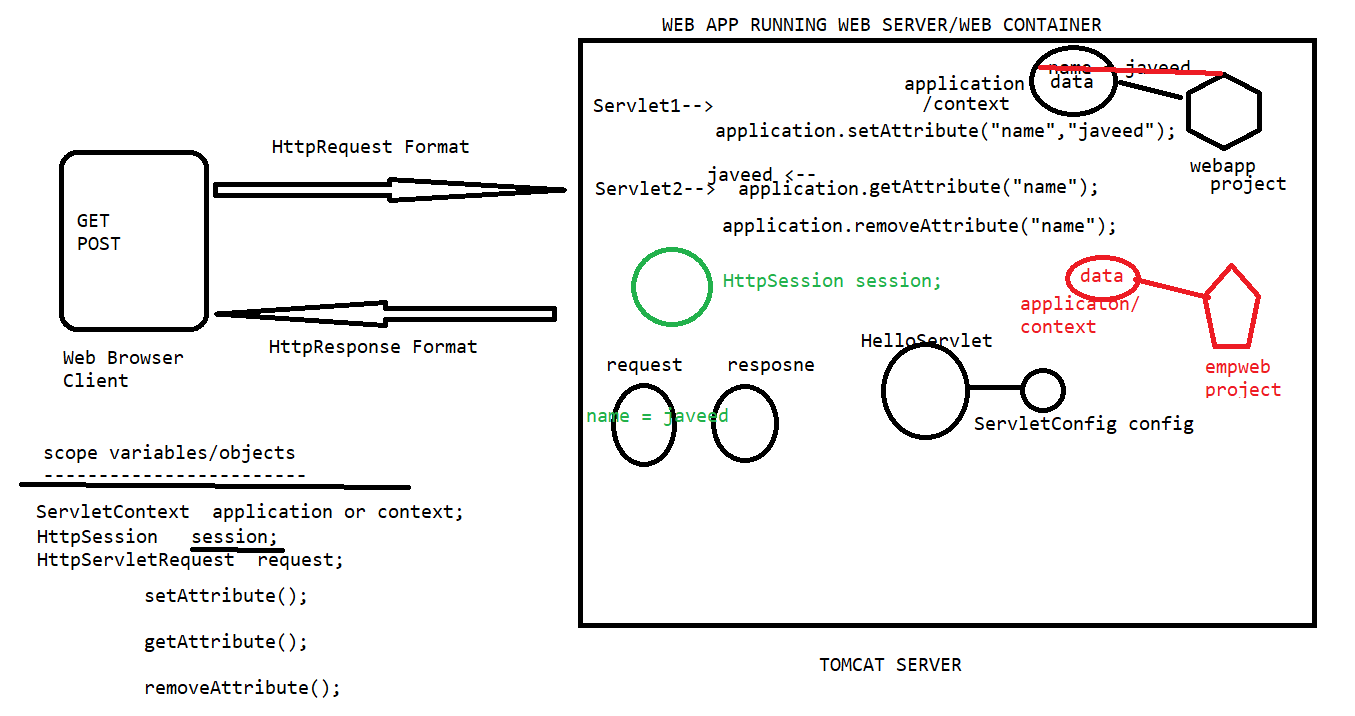 WEB APP RUNNING WEB SERVER/WEB CONTAINER
name = javeed
data
application
/context
Servlet1-->
application.setAttribute("name","javeed");
HttpRequest Format
webapp
project
javeed <--
Servlet2--> application.getAttribute("name");
GET
POST
application.removeAttribute("name");
HttpSession session;
data
applicaton/
context
HttpResponse Format
HelloServlet
Web Browser
Client
request resposne
empweb
project
name = javeed
ServletConfig config
scope variables/objects
------------------------
ServletContext application or context;
HttpSession session;
HttpServletRequest request;
setAttribute();
getAttribute();
removeAttribute();
TOMCAT SERVER